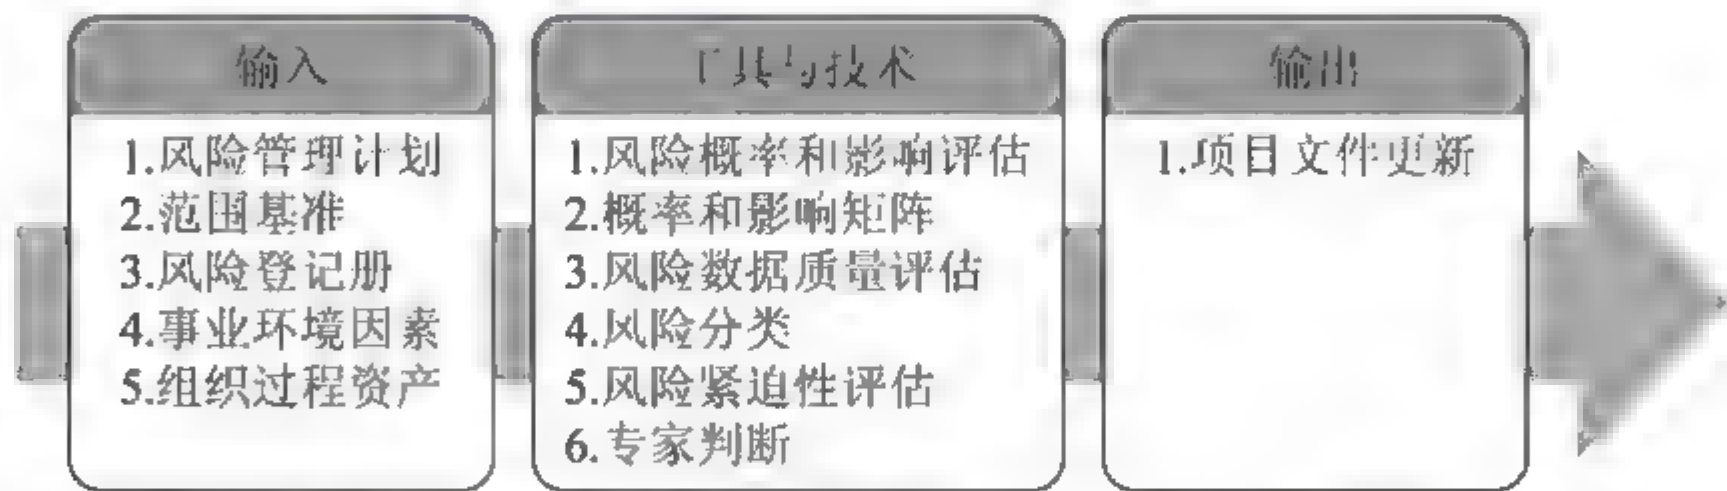 输入
1.风险管理计划
2.范围基准
3.风险登记册
4.事业环境因素
5.组织过程资产
工具与技术
1.风险概率和影响评估
2.概率和影响矩阵
3.风险数据质量评估
4.风险分类
5.风险紧迫性评估
6.专家判断
输出
1.项目文件更新